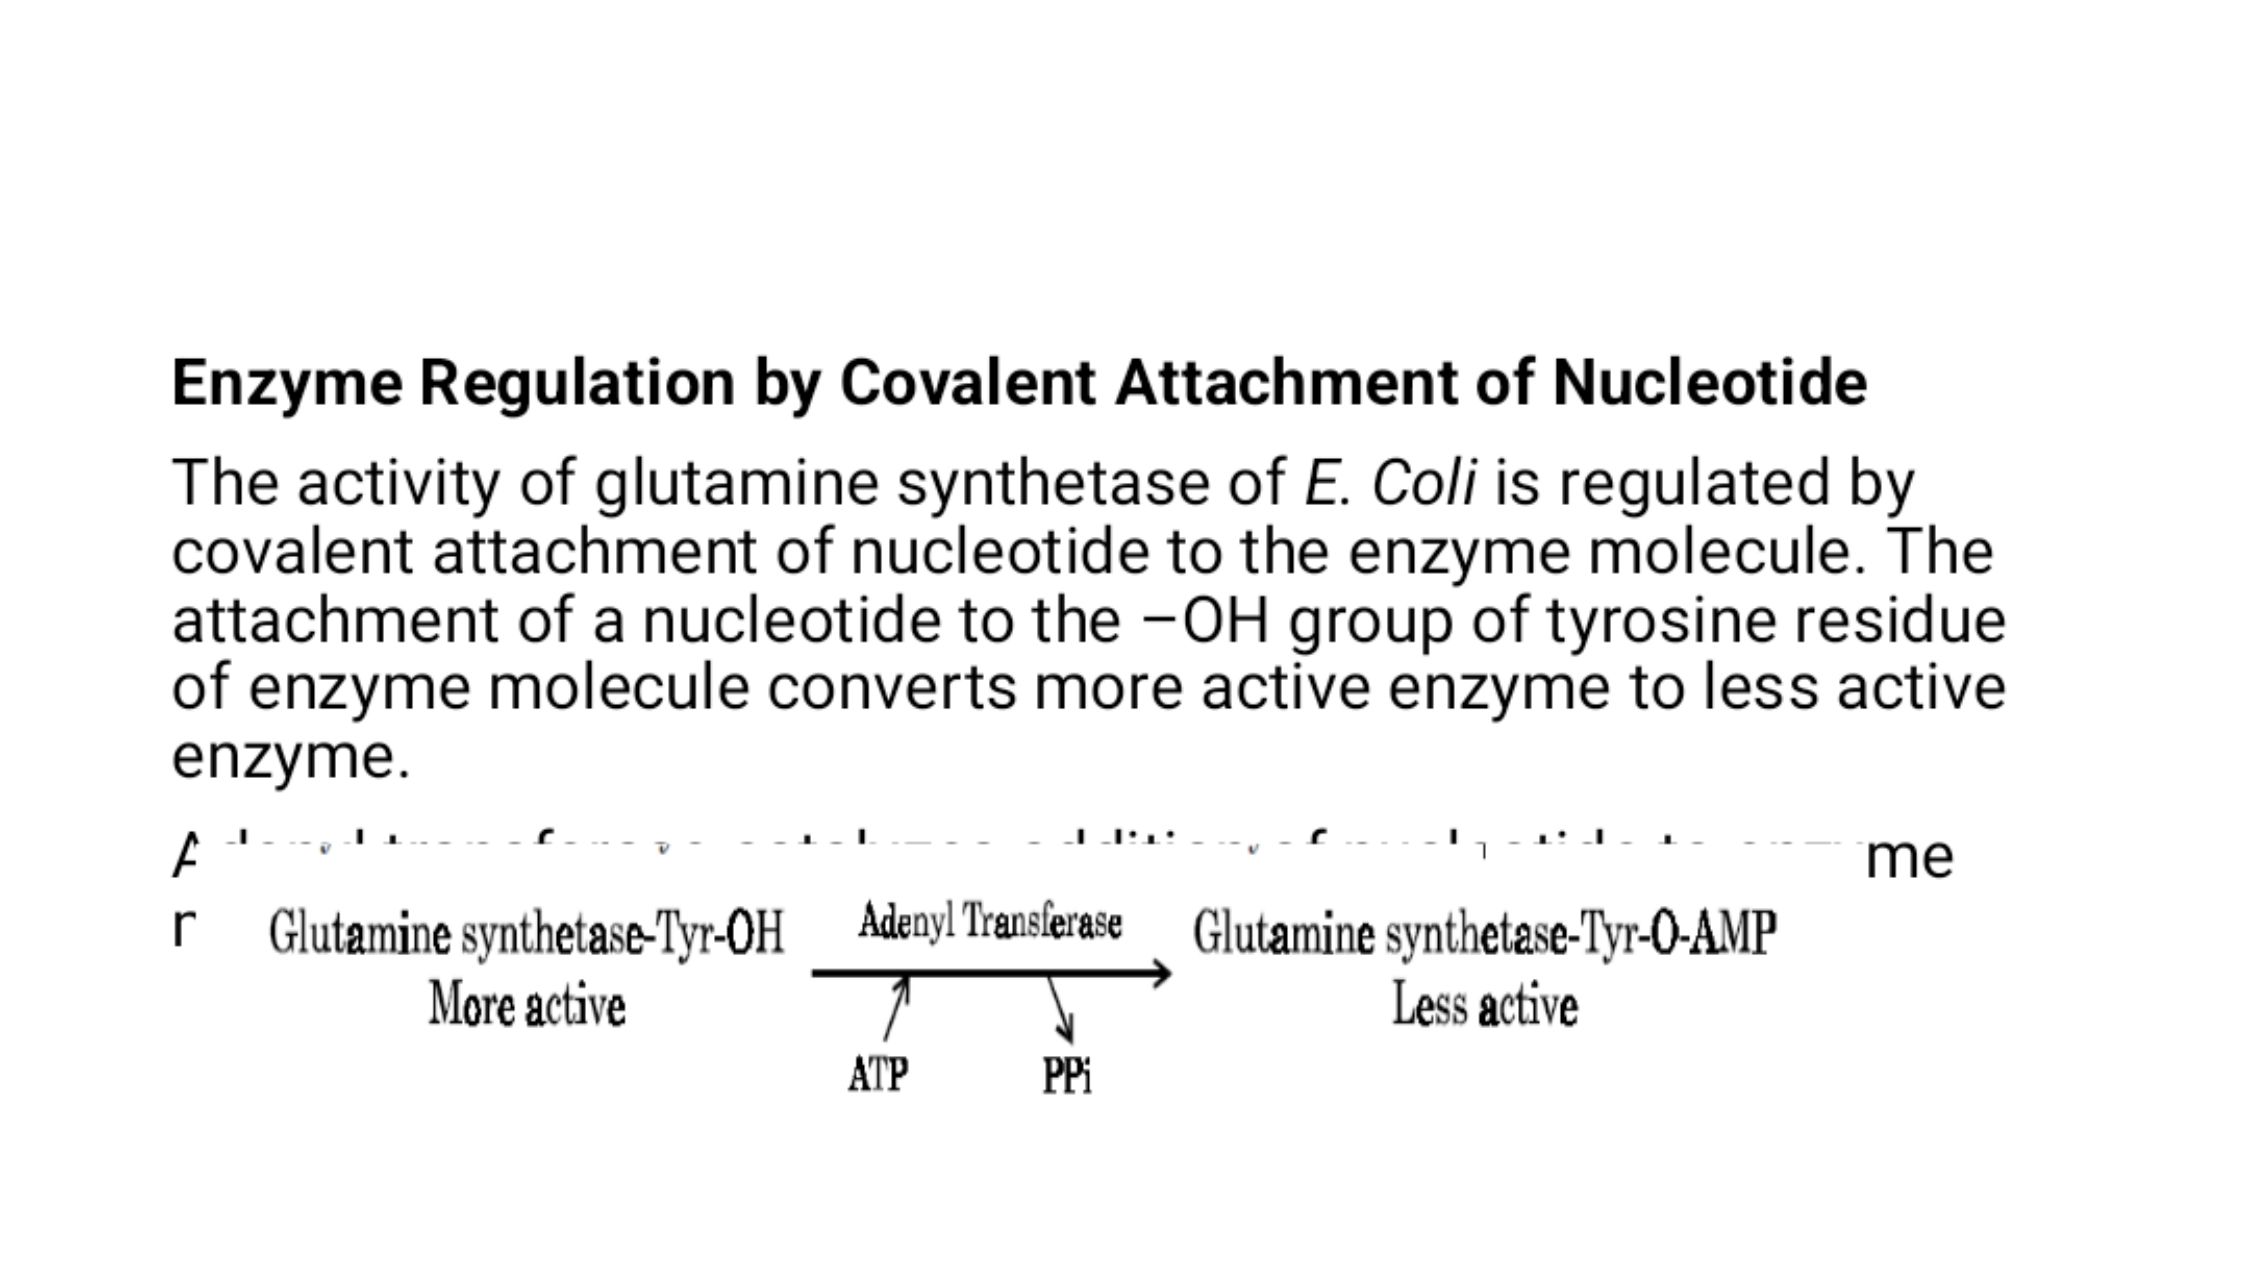 Enzyme Regulation by Covalent Attachment of Nucleotide
The activity of glutamine synthetase of E. Coli is regulated by
covalent attachment of nucleotide to the enzyme molecule. The
attachment of a nucleotide to the –OH group of tyrosine residue
of enzyme molecule converts more active enzyme to less active
enzyme.
Glutamine synthetase-Tyr-OH
More active
Adenyl Transferase
ATP
PPi
Glutamine synthetase-Tyr-O-AMP
Less active